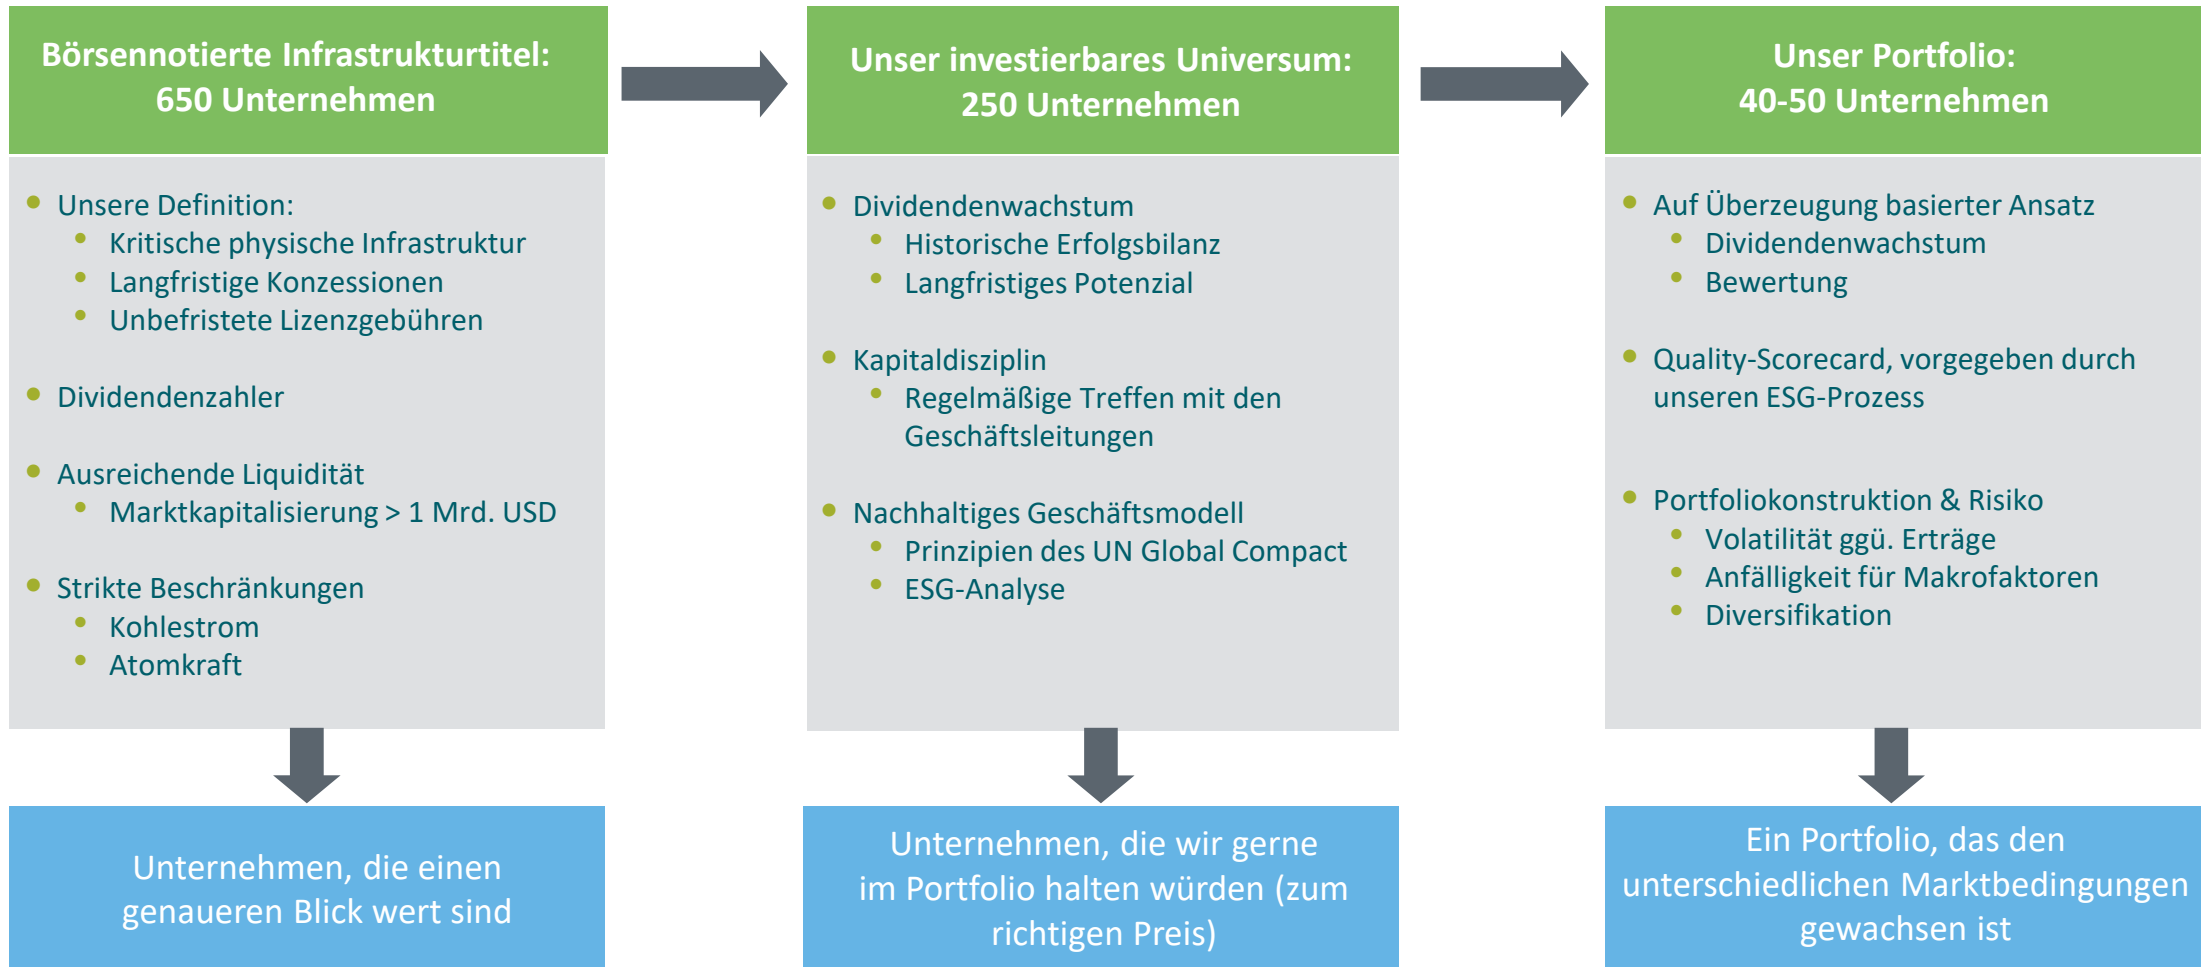 Börsennotierte Infrastrukturtitel:
650 Unternehmen
Unsere Definition:
Kritische physische Infrastruktur
Langfristige Konzessionen
Unbefristete Lizenzgebühren
Dividendenzahler
Ausreichende Liquidität
Marktkapitalisierung > 1 Mrd. USD
Strikte Beschränkungen
Kohlestrom
Atomkraft
Unternehmen, die einen
genaueren Blick wert sind
Unser investierbares Universum:
250 Unternehmen
Dividendenwachstum
Historische Erfolgsbilanz
Langfristiges Potenzial
Kapitaldisziplin
Regelmäßige Treffen mit den
Geschäftsleitungen
Nachhaltiges Geschäftsmodell
Prinzipien des UN Global Compact
ESG-Analyse
Unternehmen, die wir gerne
im Portfolio halten würden (zum
richtigen Preis)
Unser Portfolio:
40-50 Unternehmen
Auf Überzeugung basierter Ansatz
Dividendenwachstum
Bewertung
Quality-Scorecard, vorgegeben durch
unseren ESG-Prozess
Portfoliokonstruktion & Risiko
Volatilität ggü. Erträge
Anfälligkeit für Makrofaktoren
Diversifikation
Ein Portfolio, das den
unterschiedlichen Marktbedingungen
gewachsen ist